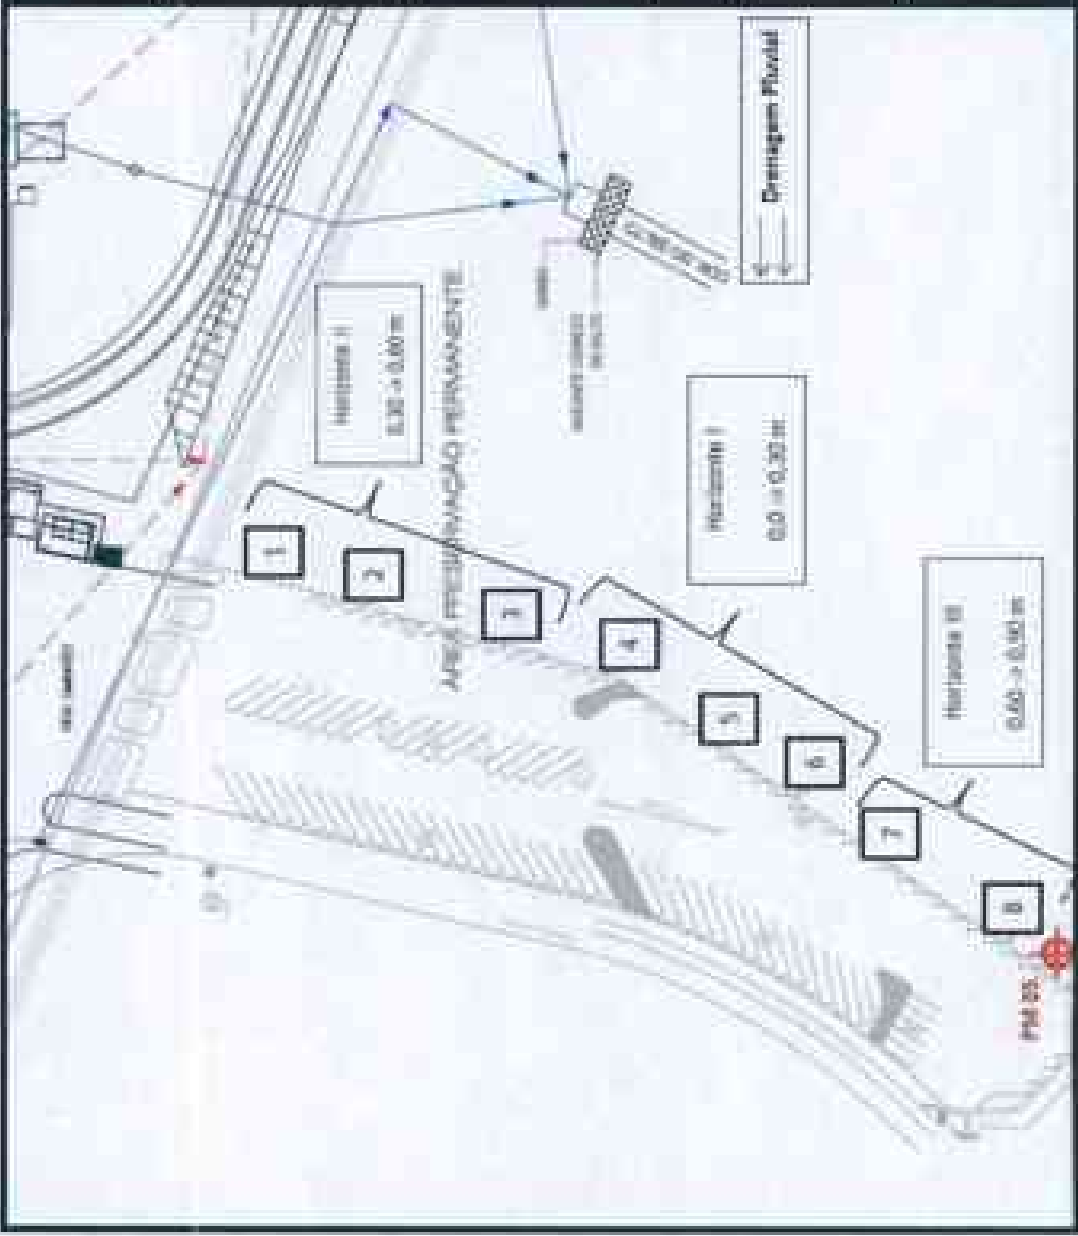 Drenagem Pluvial
Horizonte II
0,30 -> 0,60 m
ÁREA PRESERVAÇÃO PERMANENTE
Horizonte I
0,0 -> 0,30 m
Horizonte III
0,60 -> 0,90 m
1
2
3
4
5
6
7
8
PM 05